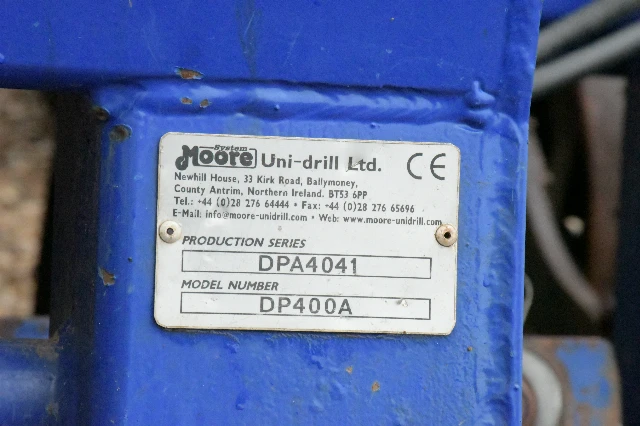 System
Moore Uni-drill Ltd. CE
Newhill House, 33 Kirk Road, Ballymoney,
County Antrim, Northern Ireland. BT53 6PP
Tel.: +44 (0)28 276 64444 • Fax: +44 (0)28 276 65696
E-Mail: info@moore-unidrill.com • Web: www.moore-unidrill.com
PRODUCTION SERIES
DPA4041
MODEL NUMBER
DP400A